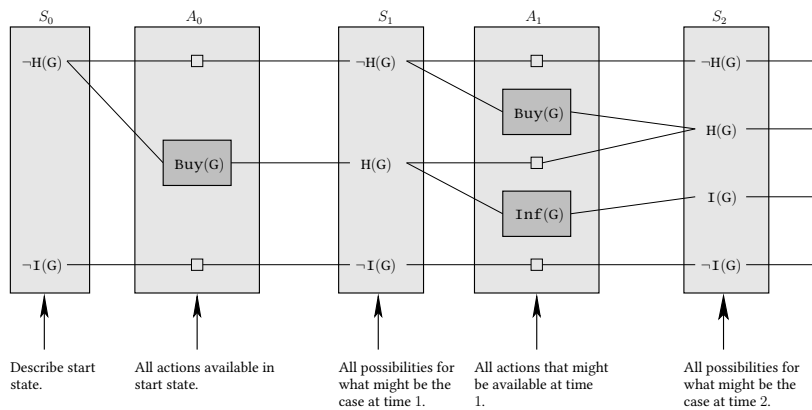 S₀ A₀ S₁ A₁ S₂
¬H(G) ¬H(G) ¬H(G)
Buy(G)
H(G)
Buy(G) H(G)
Inf(G)
I(G)
¬I(G) ¬I(G) ¬I(G)
Describe start
state.
All actions available in
start state.
All possibilities for
what might be the
case at time 1.
All actions that might
be available at time
1.
All possibilities for
what might be the
case at time 2.